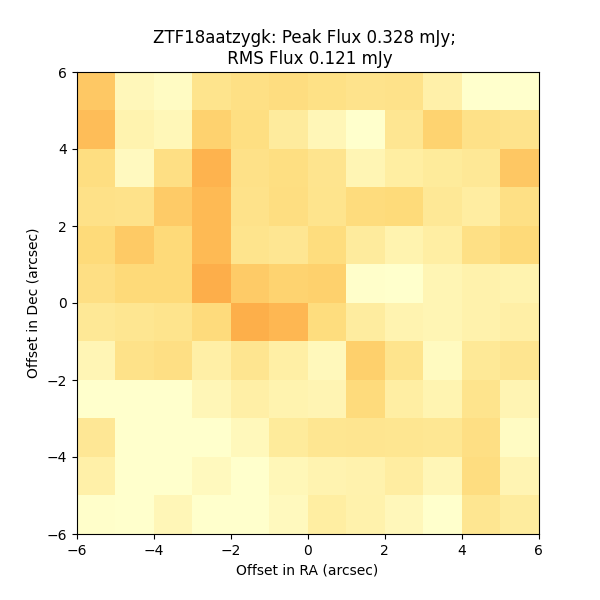 ZTF18aatzygk: Peak Flux 0.328 mJy;
RMS Flux 0.121 mJy
6
4
2
0
−2
−4
−6
Offset in Dec (arcsec)
−6 −4 −2 0 2 4 6
Offset in RA (arcsec)